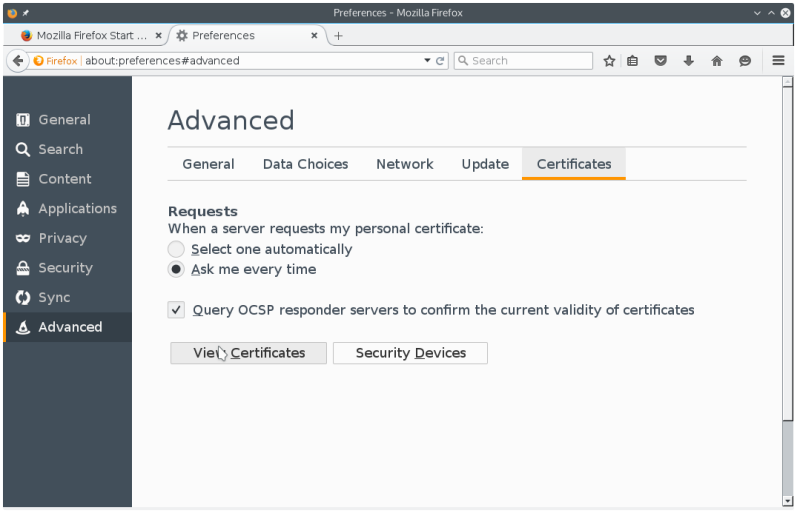 Preferences - Mozilla Firefox
Mozilla Firefox Start ...
Preferences
Firefox
about:preferences#advanced
Search
General
Search
Content
Applications
Privacy
Security
Sync
Advanced
Advanced
General Data Choices Network Update Certificates
Requests
When a server requests my personal certificate:
Select one automatically
Ask me every time
Query OCSP responder servers to confirm the current validity of certificates
View Certificates
Security Devices